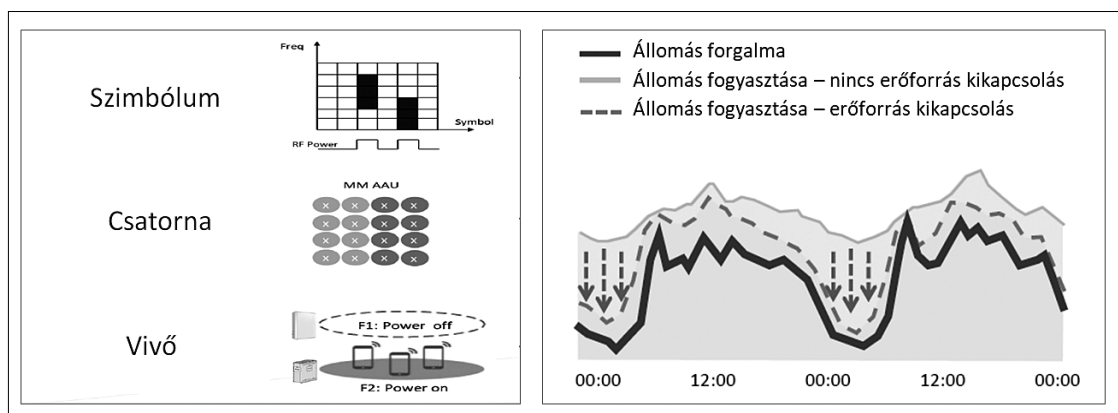 Szimbólum
Freq
Symbol
RF Power
Csatorna
MM AAU
Vivő
F1: Power off
F2: Power on
Állomás forgalma
Állomás fogyasztása – nincs erőforrás kikapcsolás
Állomás fogyasztása – erőforrás kikapcsolás
00:00 12:00 00:00 12:00 00:00